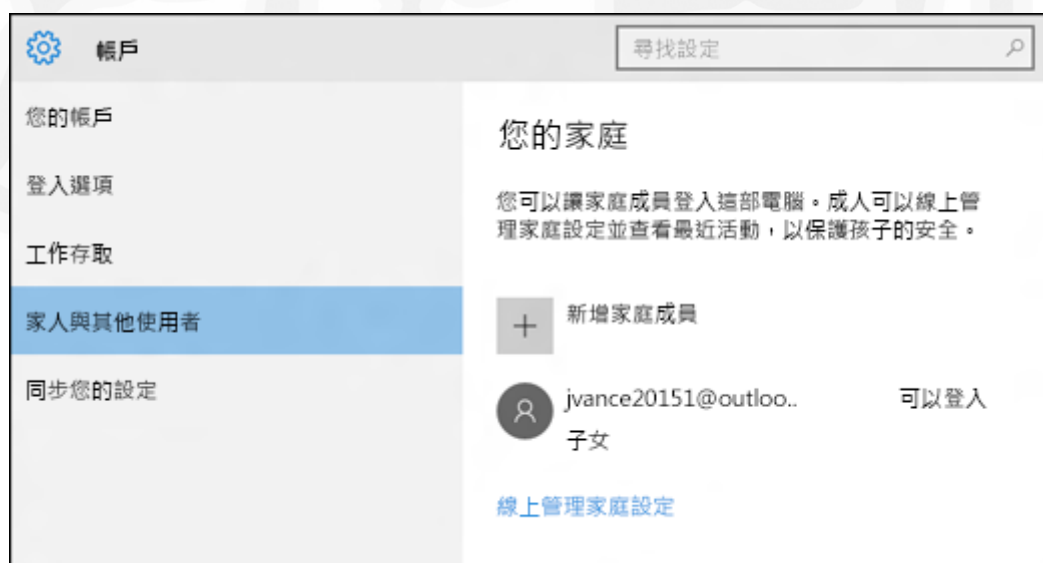 帳戶
尋找設定
您的帳戶
登入選項
工作存取
家人與其他使用者
同步您的設定
您的家庭
您可以讓家庭成員登入這部電腦。成人可以線上管
理家庭設定並查看最近活動，以保護孩子的安全。
新增家庭成員
jvance20151@outloo.. 可以登入
子女
線上管理家庭設定